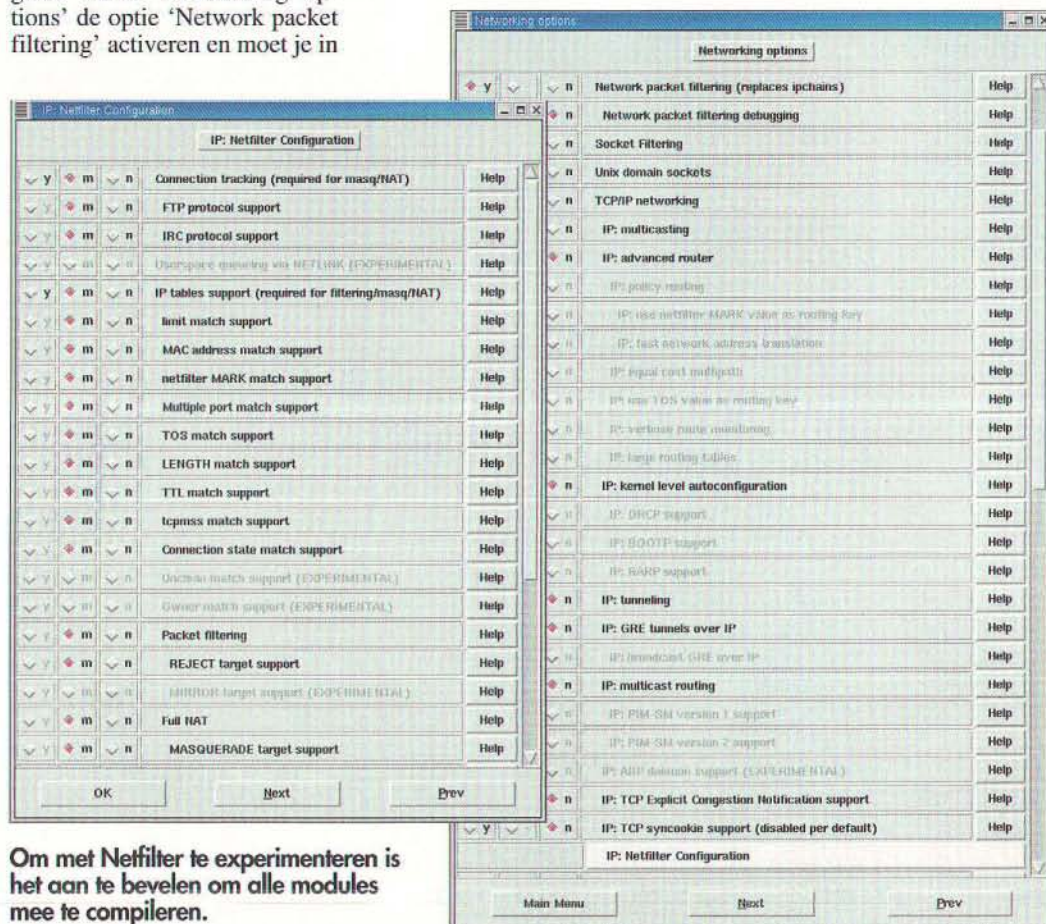 tions' de optie 'Network packet
filtering' activeren en moet je in
Networking options
Networking options
y n Network packet filtering (replaces ipchains) Help
n Network packet filtering debugging Help
n Socket Filtering Help
n Unix domain sockets Help
n TCP/IP networking Help
n IP: multicasting Help
n IP: advanced router Help
n IP: policy routing Help
n IP: use netfilter MARK value as routing key Help
n IP: fast network address translation Help
n IP: equal cost multipath Help
n IP: use TOS value as routing key Help
n IP: verbose route monitoring Help
n IP: large routing tables Help
n IP: kernel level autoconfiguration Help
n IP: DHCP support Help
n IP: BOOTP support Help
n IP: RARP support Help
n IP: tunneling Help
n IP: GRE tunnels over IP Help
n IP: broadcast GRE over IP Help
n IP: multicast routing Help
n IP: PIM-SM version 1 support Help
n IP: PIM-SM version 2 support Help
n IP: ARP daemon support (EXPERIMENTAL) Help
n IP: TCP Explicit Congestion Notification support Help
y n IP: TCP syncookie support (disabled per default) Help
IP: Netfilter Configuration
Main Menu Next Prev
IP: Netfilter Configuration
IP: Netfilter Configuration
y m n Connection tracking (required for masq/NAT) Help
y m n FTP protocol support Help
y m n IRC protocol support Help
y m n Userspace queueing via NETLINK (EXPERIMENTAL) Help
y m n IP tables support (required for filtering/masq/NAT) Help
y m n limit match support Help
y m n MAC address match support Help
y m n netfilter MARK match support Help
y m n Multiple port match support Help
y m n TOS match support Help
y m n LENGTH match support Help
y m n TTL match support Help
y m n tcpmss match support Help
y m n Connection state match support Help
y m n Unclean match support (EXPERIMENTAL) Help
y m n Owner match support (EXPERIMENTAL) Help
y m n Packet filtering Help
y m n REJECT target support Help
y m n MIRROR target support (EXPERIMENTAL) Help
y m n Full NAT Help
y m n MASQUERADE target support Help
OK Next Prev
Om met Netfilter te experimenteren is
het aan te bevelen om alle modules
mee te compileren.